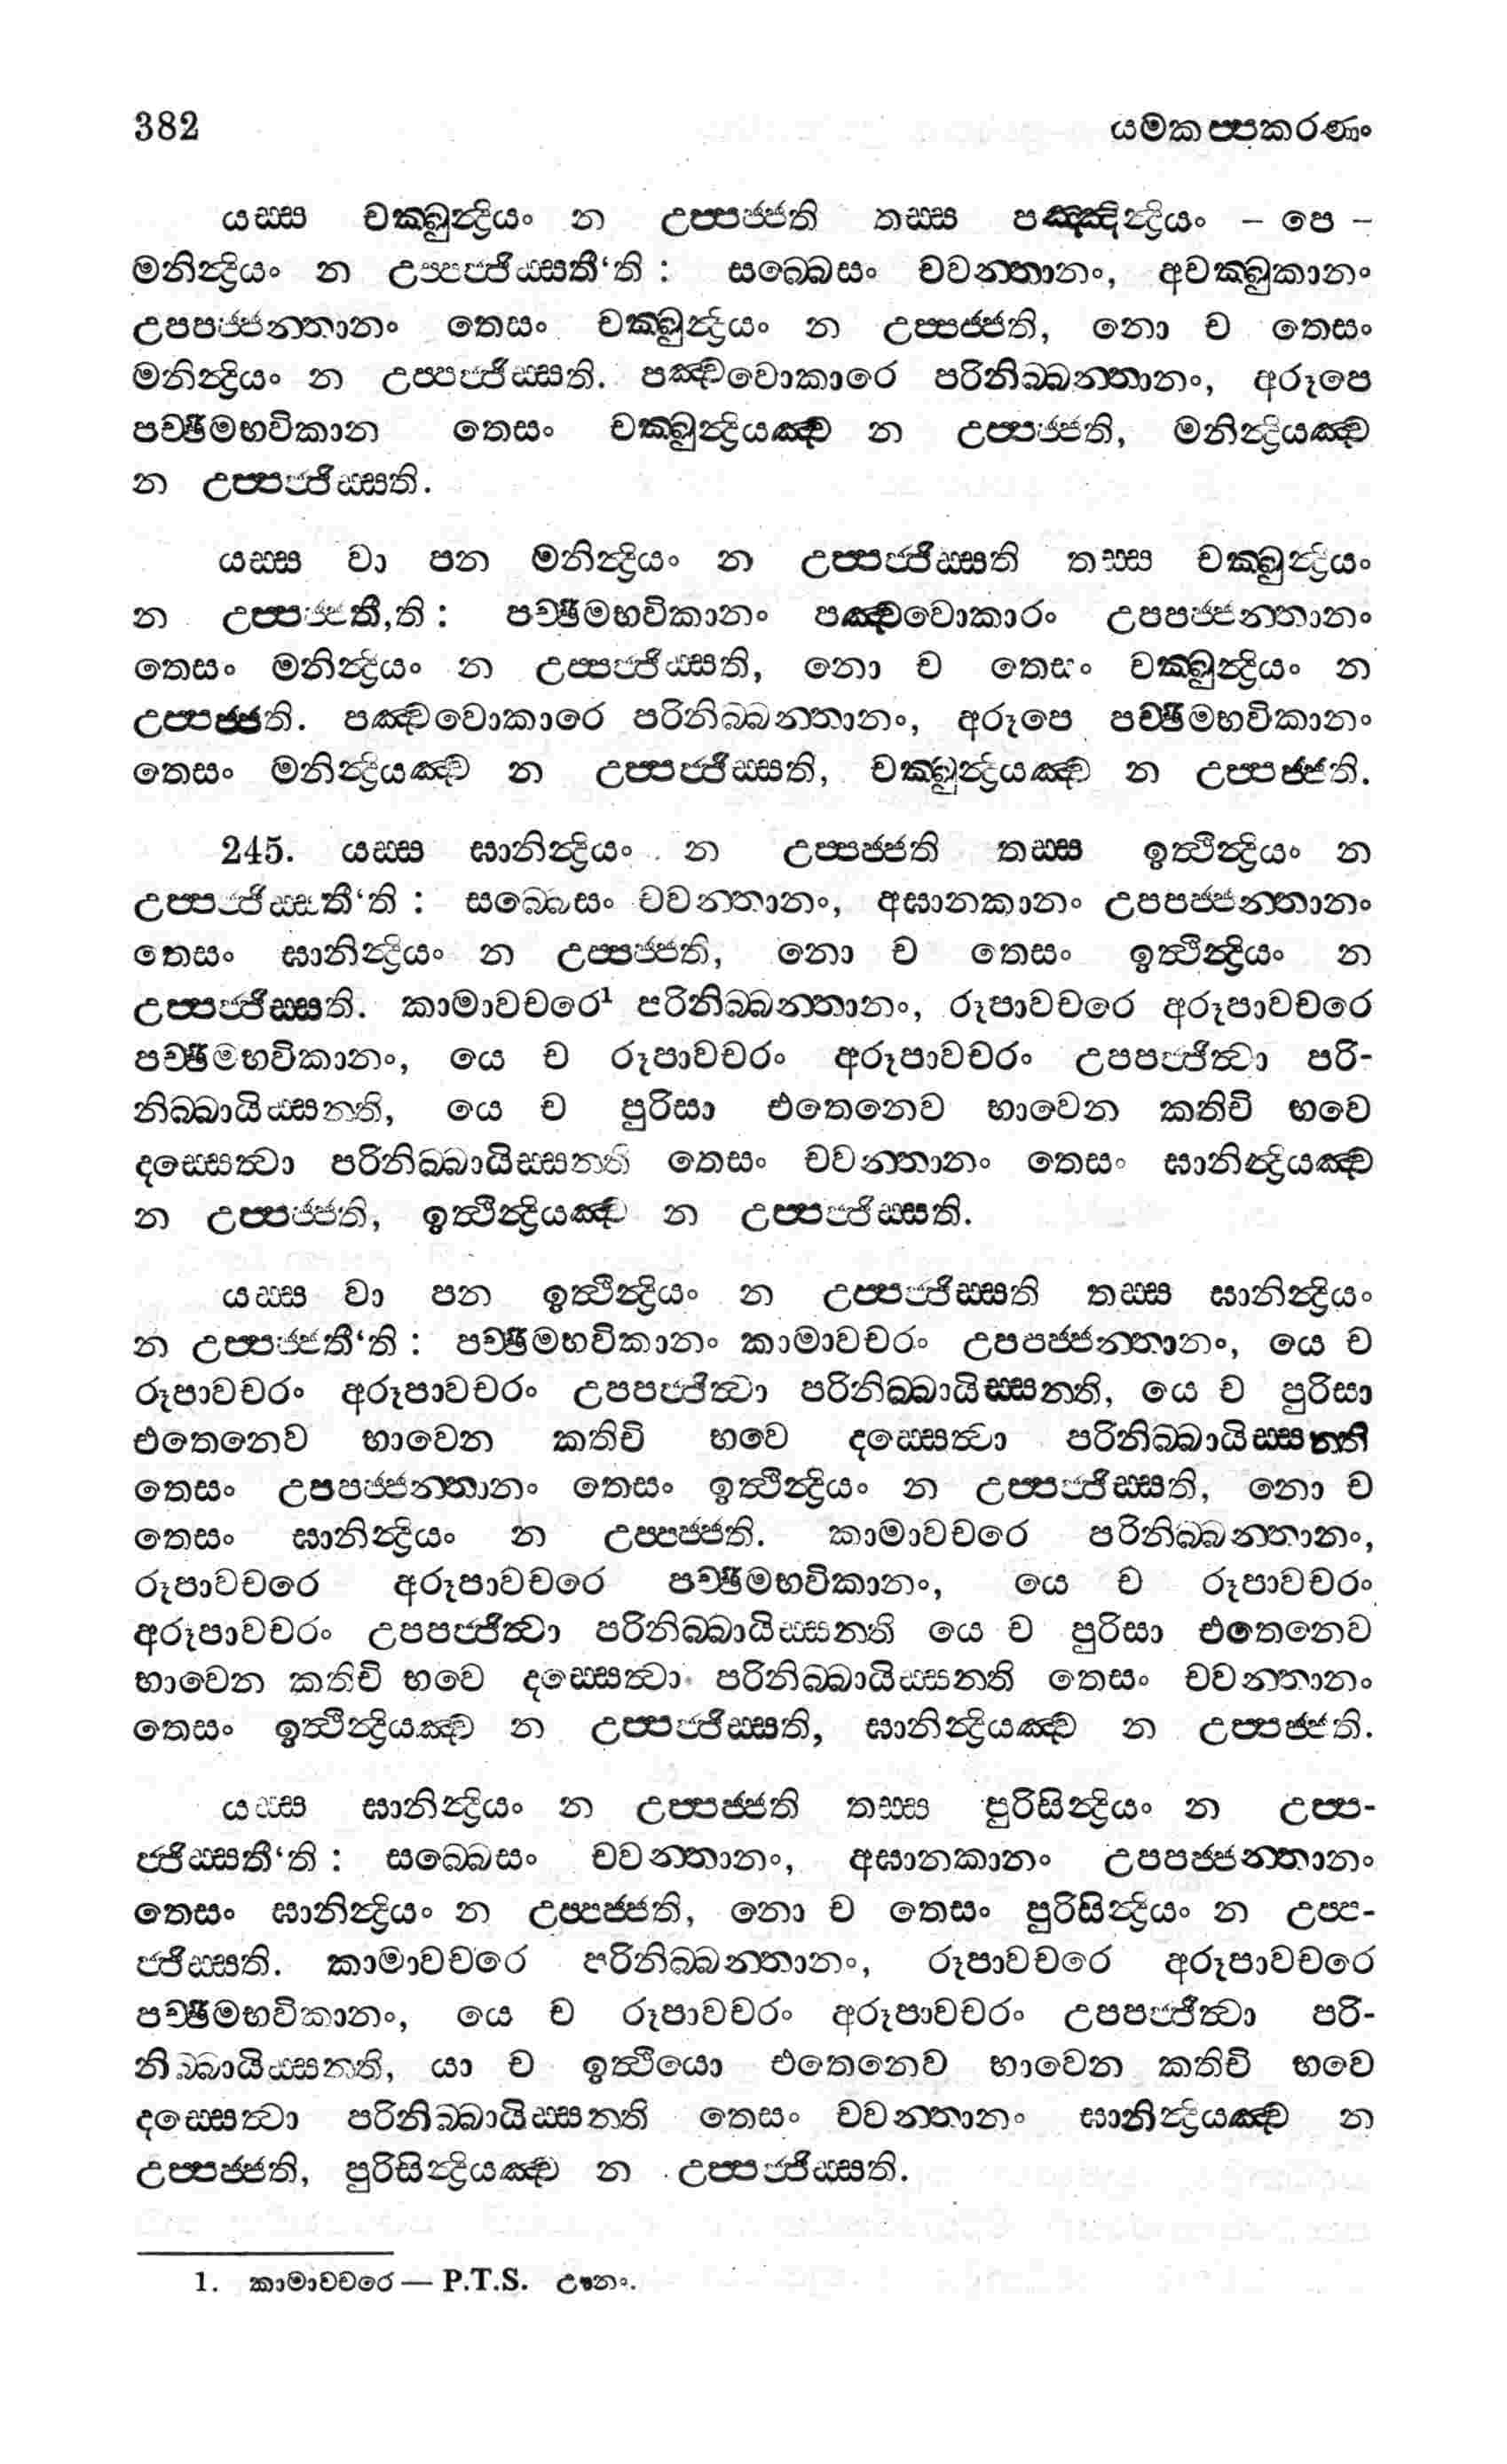 382 යමකප්පකරණං
යස්ස චක්ඛුන්ද්‍රියං න උප්පජ්ජති තස්ස පඤ්ඤින්ද්‍රියං – පෙ –
මනින්ද්‍රියං න උප්පජ්ජිස්සතී‘ති : සබ්බෙසං චවන්තානං, අචක්ඛුකානං
උපපජ්ජන්තානං තෙසං චක්ඛුන්ද්‍රියං න උප්පජ්ජති, නො ච තෙසං
මනින්ද්‍රියං න උප්පජ්ජිස්සති. පඤ්චවොකාරෙ පරිනිබ්බන්තානං, අරූපෙ
පච්ඡිමභවිකාන තෙසං චක්ඛුන්ද්‍රියඤ්ච න උප්පජ්ජති, මනින්ද්‍රියඤ්ච
න උප්පජ්ජිස්සති.
යස්ස වා පන මනින්ද්‍රියං න උප්පජ්ජිස්සති තස්ස චක්ඛුන්ද්‍රියං
න උප්පජ්ජතී,ති : පච්ඡිමභවිකානං පඤ්චවොකාරං උපපජ්ජන්තානං
තෙසං මනින්ද්‍රියං න උප්පජ්ජිස්සති, නො ච තෙසං චක්ඛුන්ද්‍රියං න
උප්පජ්ජති. පඤ්චවොකාරෙ පරිනිබ්බන්තානං, අරූපෙ පච්ඡිමභවිකානං
තෙසං මනින්ද්‍රියඤ්ච න උප්පජ්ජිස්සති, චක්ඛුන්ද්‍රියඤ්ච න උප්පජ්ජති.
245. යස්ස ඝානින්ද්‍රියං න උප්පජ්ජති තස්ස ඉත්ථින්ද්‍රියං න
උප්පජ්ජිස්සතී‘ති : සබ්බෙසං චවන්තානං, අඝානකානං උපපජ්ජන්තානං
තෙසං ඝානින්ද්‍රියං න උප්පජ්ජති, නො ච තෙසං ඉත්ථින්ද්‍රියං න
උප්පජ්ජිස්සති. කාමාවචරෙ¹ පරිනිබ්බන්තානං, රූපාවචරෙ අරූපාවචරෙ
පච්ඡිමභවිකානං, යෙ ච රූපාවචරං අරූපාවචරං උපපජ්ජිත්වා පරි-
නිබ්බායිස්සන්ති, යෙ ච පුරිසා එතෙනෙව භාවෙන කතිචි භවෙ
දස්සෙත්වා පරිනිබ්බායිස්සන්ති තෙසං චවන්තානං තෙසං ඝානින්ද්‍රියඤ්ච
න උප්පජ්ජති, ඉත්ථින්ද්‍රියඤ්ච න උප්පජ්ජිස්සති.
යස්ස වා පන ඉත්ථින්ද්‍රියං න උප්පජ්ජිස්සති තස්ස ඝානින්ද්‍රියං
න උප්පජ්ජතී‘ති : පච්ඡිමභවිකානං කාමාවචරං උපපජ්ජන්තානං, යෙ ච
රූපාවචරං අරූපාවචරං උපපජ්ජිත්වා පරිනිබ්බායිස්සන්ති, යෙ ච පුරිසා
එතෙනෙව භාවෙන කතිචි භවෙ දස්සෙත්වා පරිනිබ්බායිස්සන්ති
තෙසං උපපජ්ජන්තානං තෙසං ඉත්ථින්ද්‍රියං න උප්පජ්ජිස්සති, නො ච
තෙසං ඝානින්ද්‍රියං න උප්පජ්ජති. කාමාවචරෙ පරිනිබ්බන්තානං,
රූපාවචරෙ අරූපාවචරෙ පච්ඡිමභවිකානං, යෙ ච රූපාවචරං
අරූපාවචරං උපපජ්ජිත්වා පරිනිබ්බායිස්සන්ති යෙ ච පුරිසා එතෙනෙව
භාවෙන කතිචි භවෙ දස්සෙත්වා පරිනිබ්බායිස්සන්ති තෙසං චවන්තානං
තෙසං ඉත්ථින්ද්‍රියඤ්ච න උප්පජ්ජිස්සති, ඝානින්ද්‍රියඤ්ච න උප්පජ්ජති.
යස්ස ඝානින්ද්‍රියං න උප්පජ්ජති තස්ස පුරිසින්ද්‍රියං න උප්ප-
ජ්ජිස්සතී‘ති : සබ්බෙසං චවන්තානං, අඝානකානං උපපජ්ජන්තානං
තෙසං ඝානින්ද්‍රියං න උප්පජ්ජති, නො ච තෙසං පුරිසින්ද්‍රියං න උප්ප-
ජ්ජිස්සති. කාමාවචරෙ පරිනිබ්බන්තානං, රූපාවචරෙ අරූපාවචරෙ
පච්ඡිමභවිකානං, යෙ ච රූපාවචරං අරූපාවචරං උපපජ්ජිත්වා පරි-
නිබ්බායිස්සන්ති, යා ච ඉත්ථියො එතෙනෙව භාවෙන කතිචි භවෙ
දස්සෙත්වා පරිනිබ්බායිස්සන්ති තෙසං චවන්තානං ඝානින්ද්‍රියඤ්ච න
උප්පජ්ජති, පුරිසින්ද්‍රියඤ්ච න උප්පජ්ජිස්සති.
1. කාමාවචරෙ — P.T.S. ඌනං.